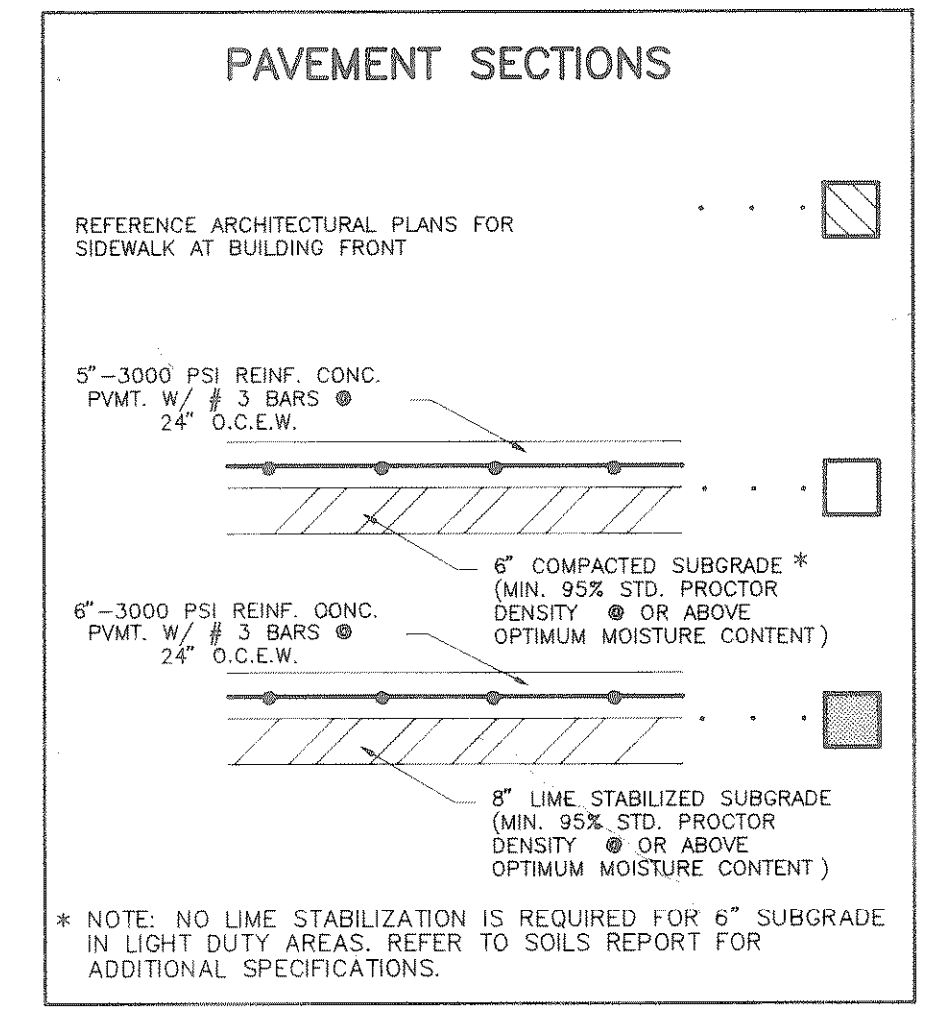 PAVEMENT SECTIONS
REFERENCE ARCHITECTURAL PLANS FOR
SIDEWALK AT BUILDING FRONT
5"-3000 PSI REINF. CONC.
PVMT. W/ # 3 BARS @
24" O.C.E.W.
6" COMPACTED SUBGRADE *
(MIN. 95% STD. PROCTOR
DENSITY @ OR ABOVE
OPTIMUM MOISTURE CONTENT)
6"-3000 PSI REINF. CONC.
PVMT. W/ # 3 BARS @
24" O.C.E.W.
8" LIME STABILIZED SUBGRADE
(MIN. 95% STD. PROCTOR
DENSITY @ OR ABOVE
OPTIMUM MOISTURE CONTENT)
* NOTE: NO LIME STABILIZATION IS REQUIRED FOR 6" SUBGRADE
IN LIGHT DUTY AREAS. REFER TO SOILS REPORT FOR
ADDITIONAL SPECIFICATIONS.